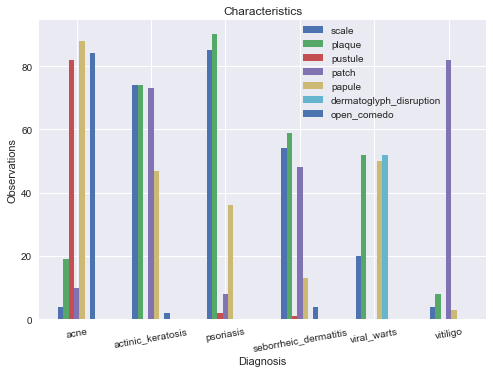 Characteristics
scale
plaque
pustule
patch
papule
dermatoglyph_disruption
open_comedo
Observations
80
60
40
20
0
acne
actinic_keratosis
psoriasis
seborrheic_dermatitis
viral_warts
vitiligo
Diagnosis